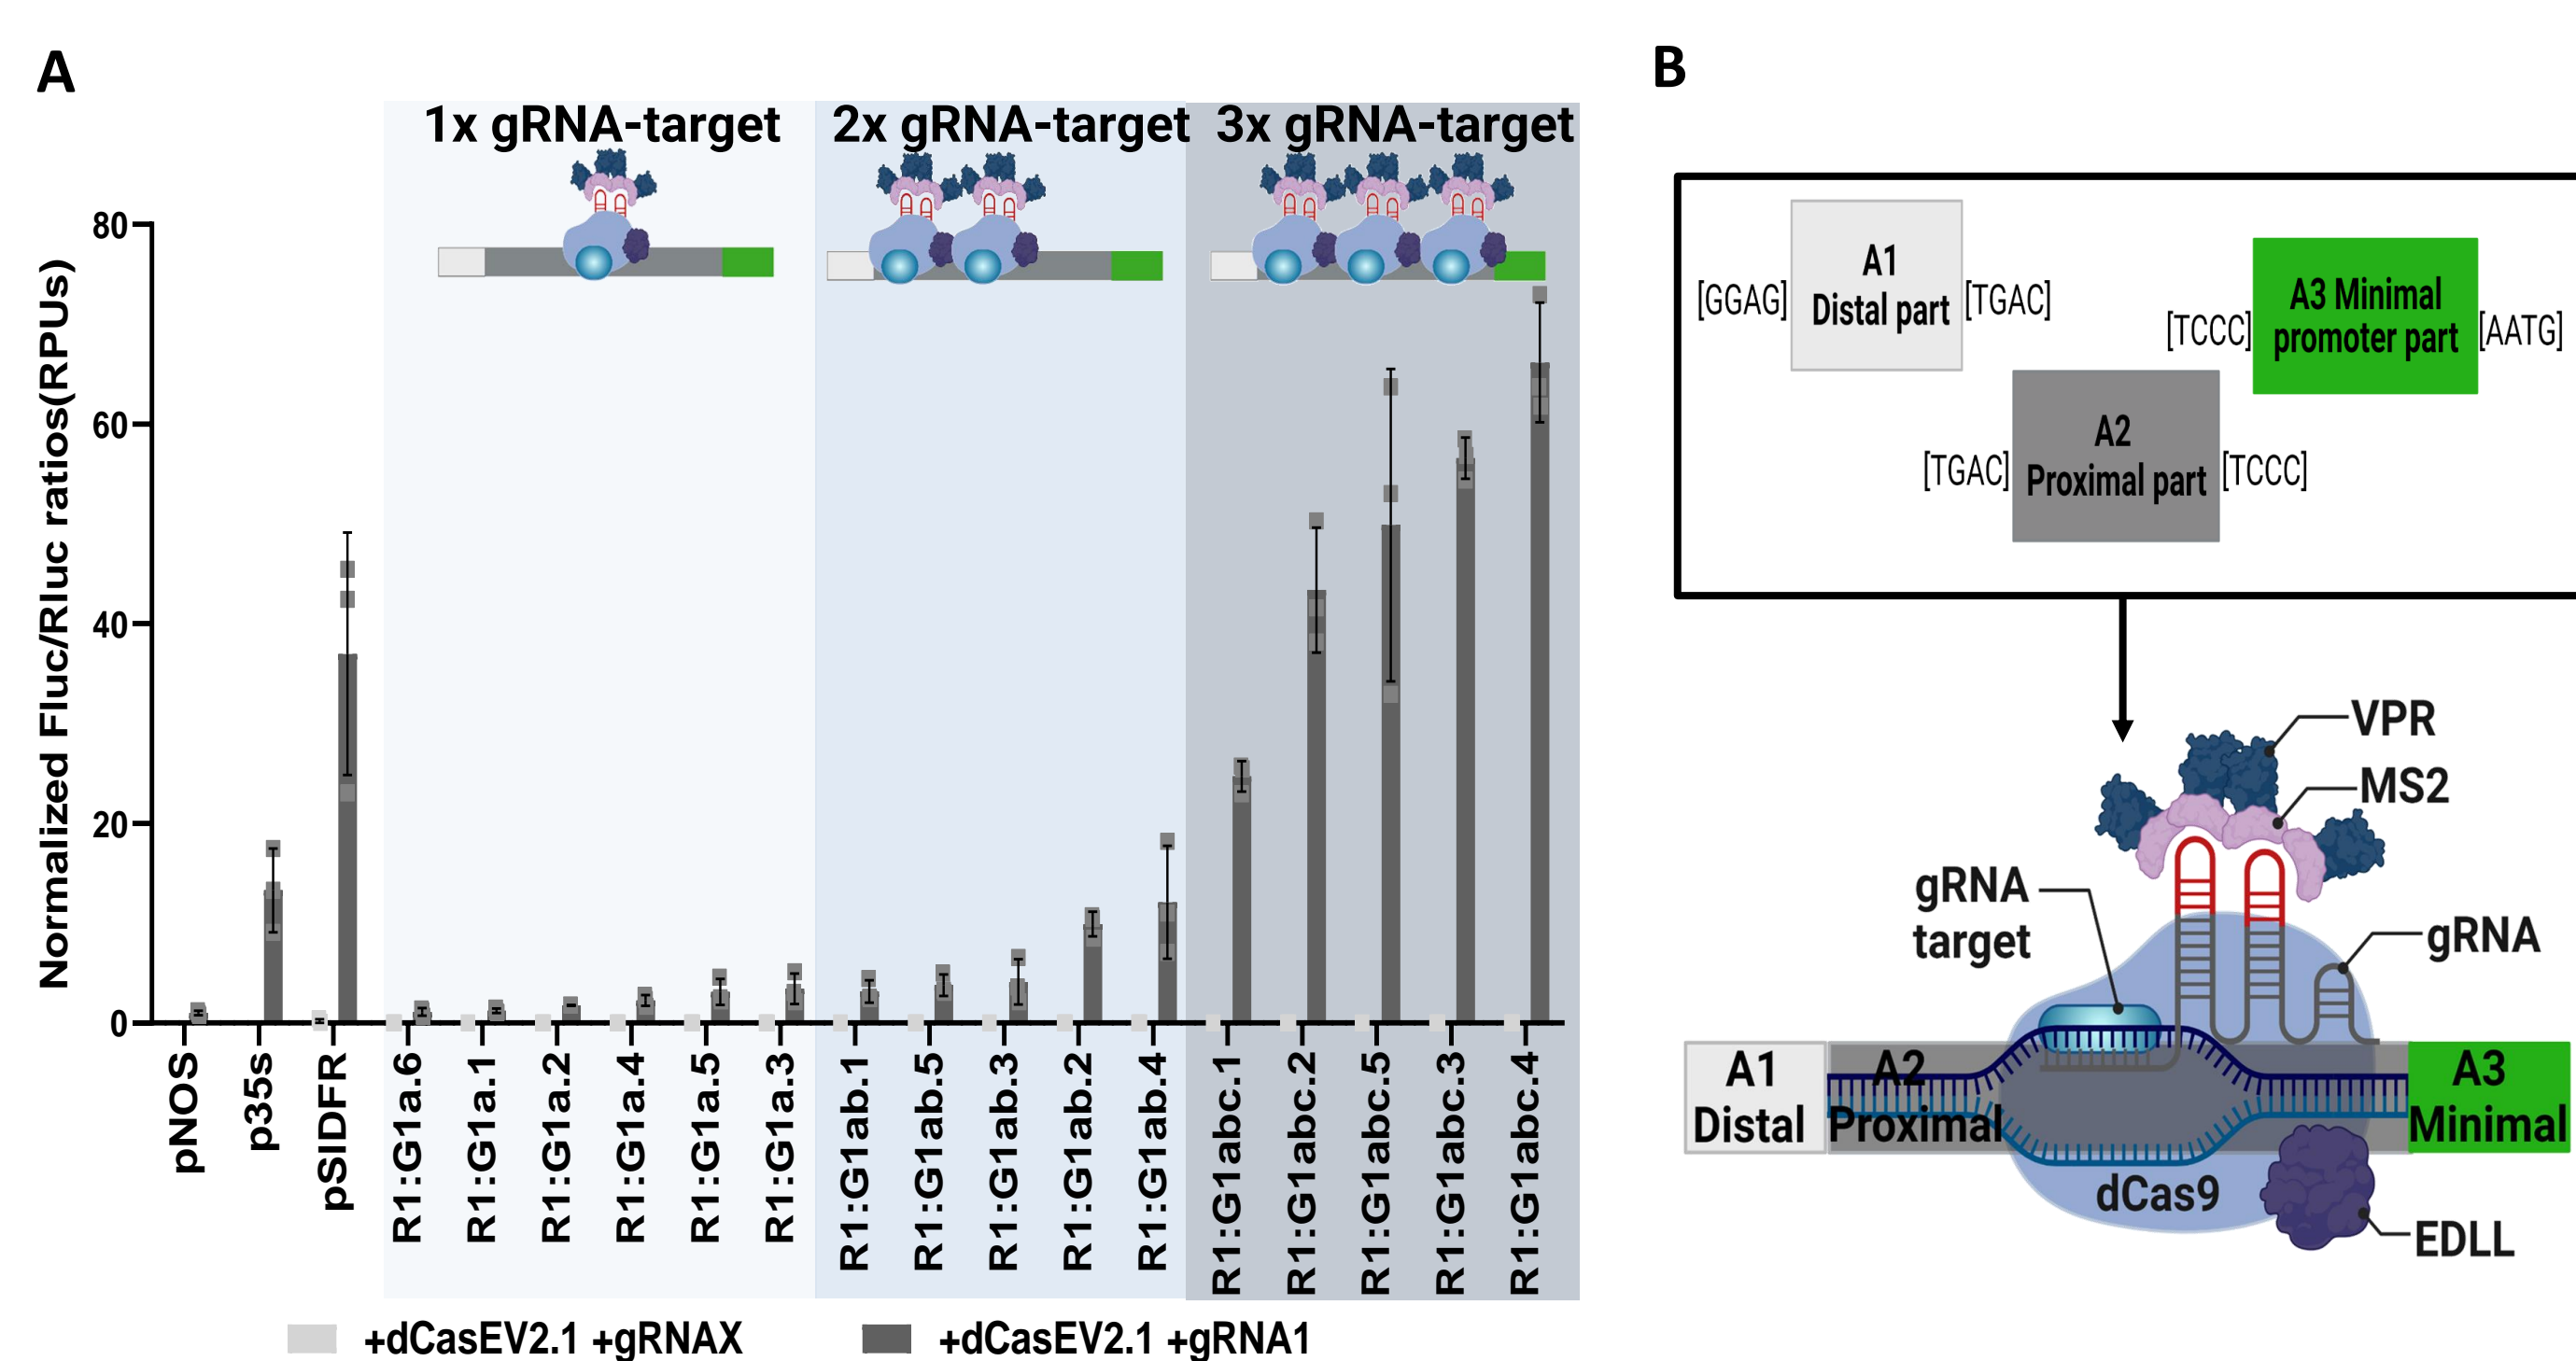 A
1x gRNA-target
2x gRNA-target
3x gRNA-target
Normalized Fluc/Rluc ratios(RPUs)
80
60
40
20
0
pNOS
p35s
pSlDFR
R1:G1a.6
R1:G1a.1
R1:G1a.2
R1:G1a.4
R1:G1a.5
R1:G1a.3
R1:G1ab.1
R1:G1ab.5
R1:G1ab.3
R1:G1ab.2
R1:G1ab.4
R1:G1abc.1
R1:G1abc.2
R1:G1abc.5
R1:G1abc.3
R1:G1abc.4
+dCasEV2.1 +gRNAX
+dCasEV2.1 +gRNA1
B
[GGAG]
A1
Distal part
[TGAC]
[TCCC]
A3 Minimal
promoter part
[AATG]
[TGAC]
A2
Proximal part
[TCCC]
VPR
MS2
gRNA
target
gRNA
A1
Distal
A2
Proximal
A3
Minimal
dCas9
EDLL